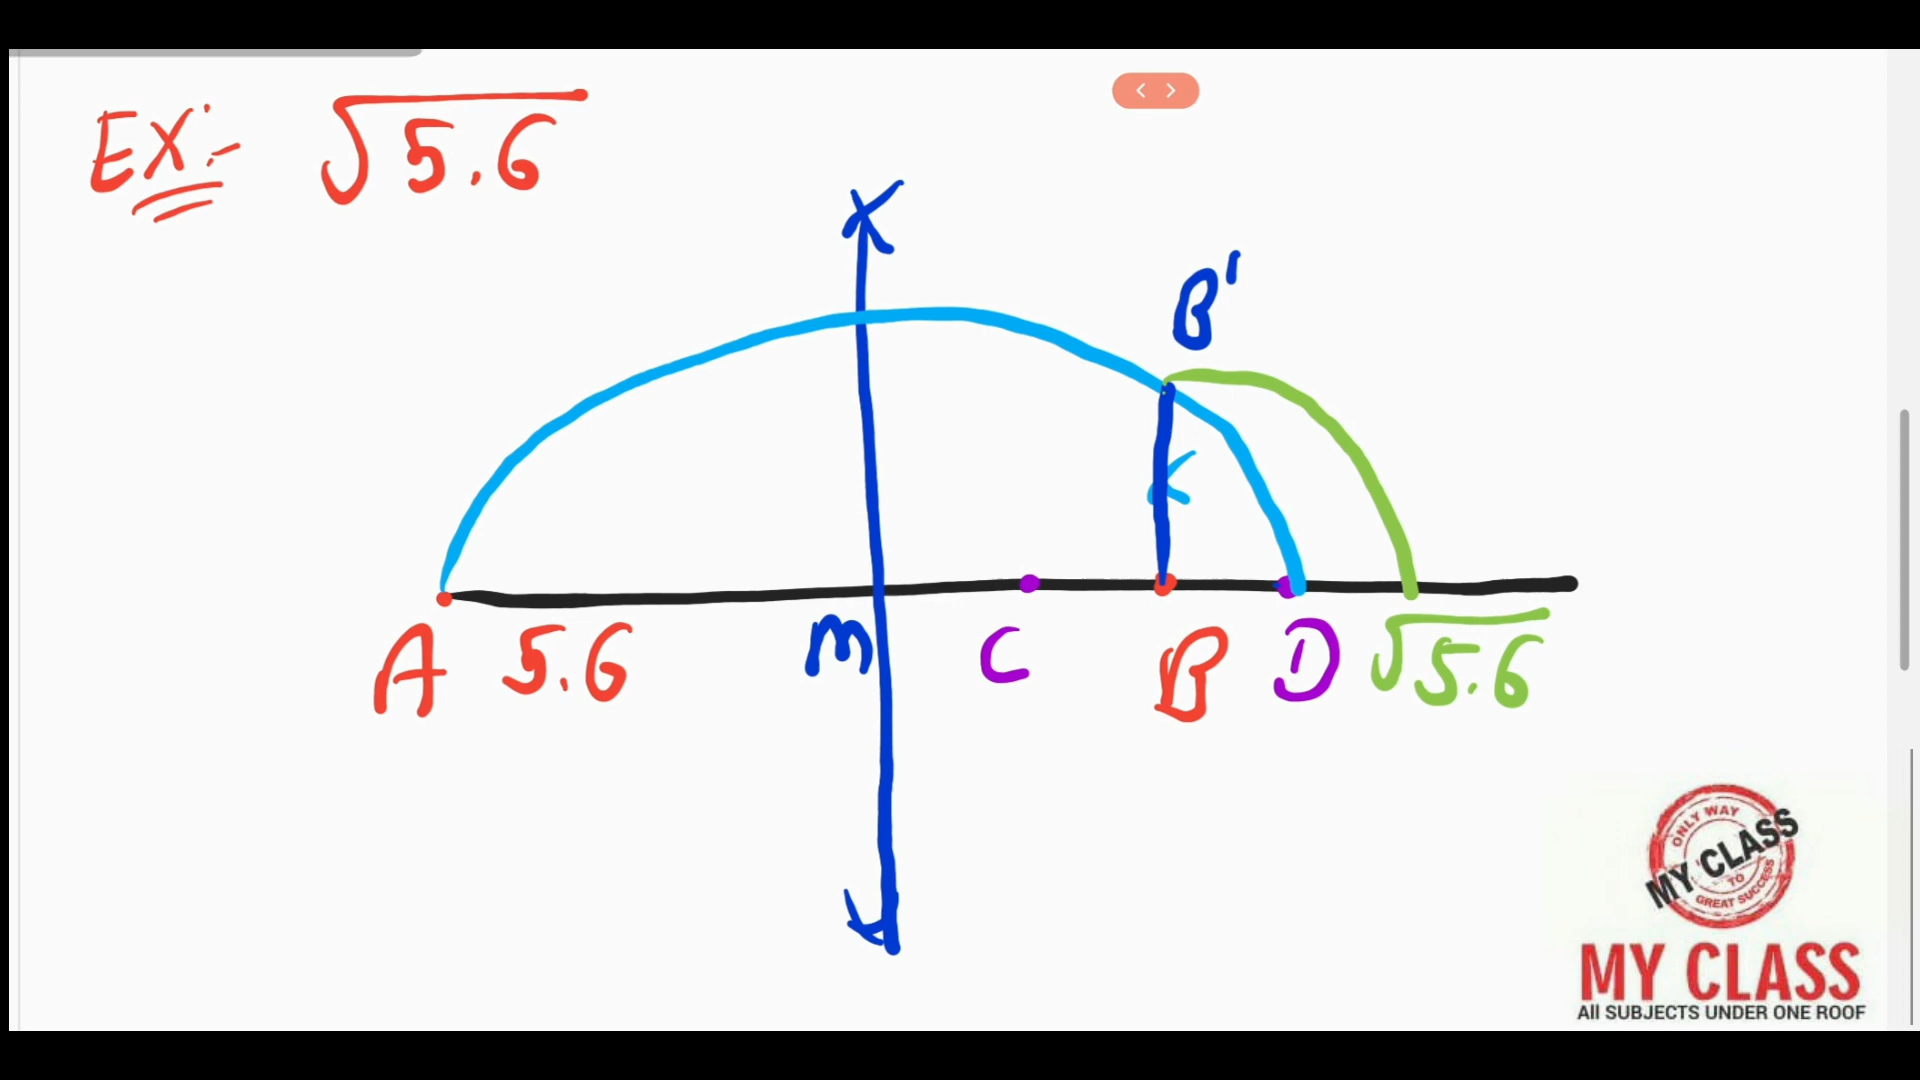 EX:- √5.6
B'
A 5.6 M C B D √5.6
ONLY WAY
MY CLASS
TO
GREAT SUCCESS
MY CLASS
All SUBJECTS UNDER ONE ROOF